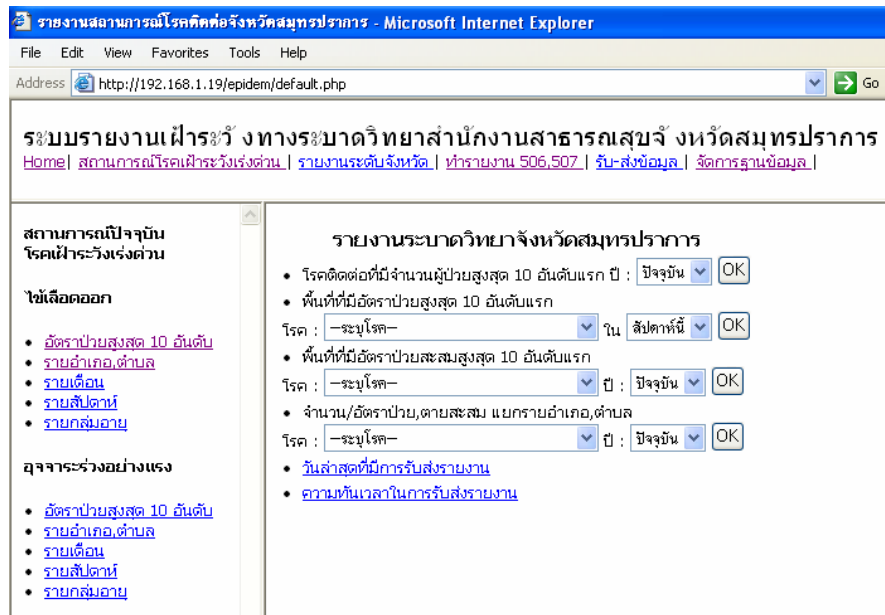 รายงานสถานการณ์โรคติดต่อจังหวัดสมุทรปราการ - Microsoft Internet Explorer
File Edit View Favorites Tools Help
Address http://192.168.1.19/epidem/default.php Go
ระบบรายงานเฝ้าระวังทางระบาดวิทยาสำนักงานสาธารณสุขจังหวัดสมุทรปราการ
Home| สถานการณ์โรคเฝ้าระวังเร่งด่วน | รายงานระดับจังหวัด | ทำรายงาน 506,507 | รับ-ส่งข้อมูล | จัดการฐานข้อมูล |
สถานการณ์ปัจจุบัน
โรคเฝ้าระวังเร่งด่วน
ไข้เลือดออก
• อัตราป่วยสูงสุด 10 อันดับ
• รายอำเภอ,ตำบล
• รายเดือน
• รายสัปดาห์
• รายกลุ่มอายุ
อุจจาระร่วงอย่างแรง
• อัตราป่วยสูงสุด 10 อันดับ
• รายอำเภอ,ตำบล
• รายเดือน
• รายสัปดาห์
• รายกลุ่มอายุ
รายงานระบาดวิทยาจังหวัดสมุทรปราการ
• โรคติดต่อที่มีจำนวนผู้ป่วยสูงสุด 10 อันดับแรก ปี : ปัจจุบัน OK
• พื้นที่ที่มีอัตราป่วยสูงสุด 10 อันดับแรก
โรค : --ระบุโรค-- ใน สัปดาห์นี้ OK
• พื้นที่ที่มีอัตราป่วยสะสมสูงสุด 10 อันดับแรก
โรค : --ระบุโรค-- ปี : ปัจจุบัน OK
• จำนวน/อัตราป่วย,ตายสะสม แยกรายอำเภอ,ตำบล
โรค : --ระบุโรค-- ปี : ปัจจุบัน OK
• วันล่าสุดที่มีการรับส่งรายงาน
• ความทันเวลาในการรับส่งรายงาน